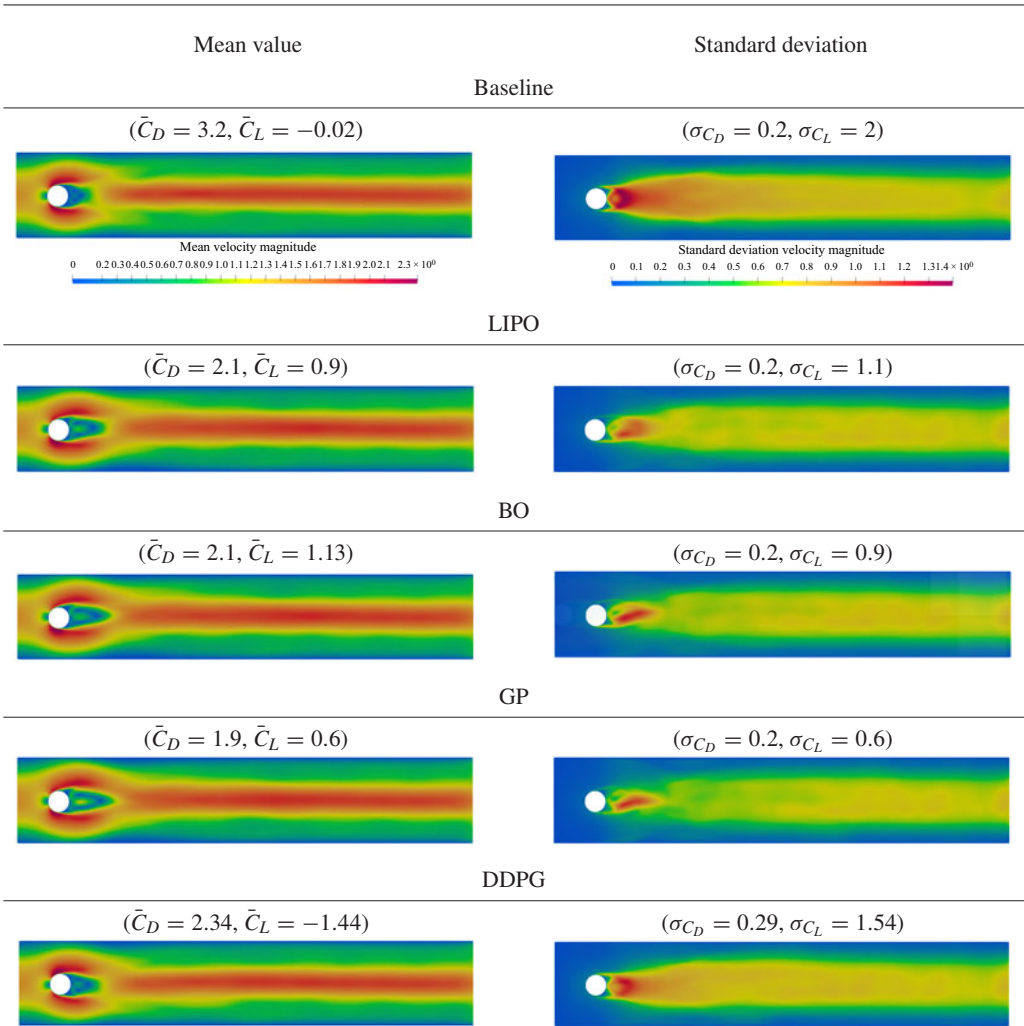 Mean value Standard deviation
Baseline
(C̄_D = 3.2, C̄_L = −0.02) (σ_{C_D} = 0.2, σ_{C_L} = 2)
Mean velocity magnitude Standard deviation velocity magnitude
0 0.2 0.3 0.4 0.5 0.6 0.7 0.8 0.9 1.0 1.1 1.2 1.3 1.4 1.5 1.6 1.7 1.8 1.9 2.0 2.1 2.3 × 10⁰ 0 0.1 0.2 0.3 0.4 0.5 0.6 0.7 0.8 0.9 1.0 1.1 1.2 1.3 1.4 × 10⁰
LIPO
(C̄_D = 2.1, C̄_L = 0.9) (σ_{C_D} = 0.2, σ_{C_L} = 1.1)
BO
(C̄_D = 2.1, C̄_L = 1.13) (σ_{C_D} = 0.2, σ_{C_L} = 0.9)
GP
(C̄_D = 1.9, C̄_L = 0.6) (σ_{C_D} = 0.2, σ_{C_L} = 0.6)
DDPG
(C̄_D = 2.34, C̄_L = −1.44) (σ_{C_D} = 0.29, σ_{C_L} = 1.54)